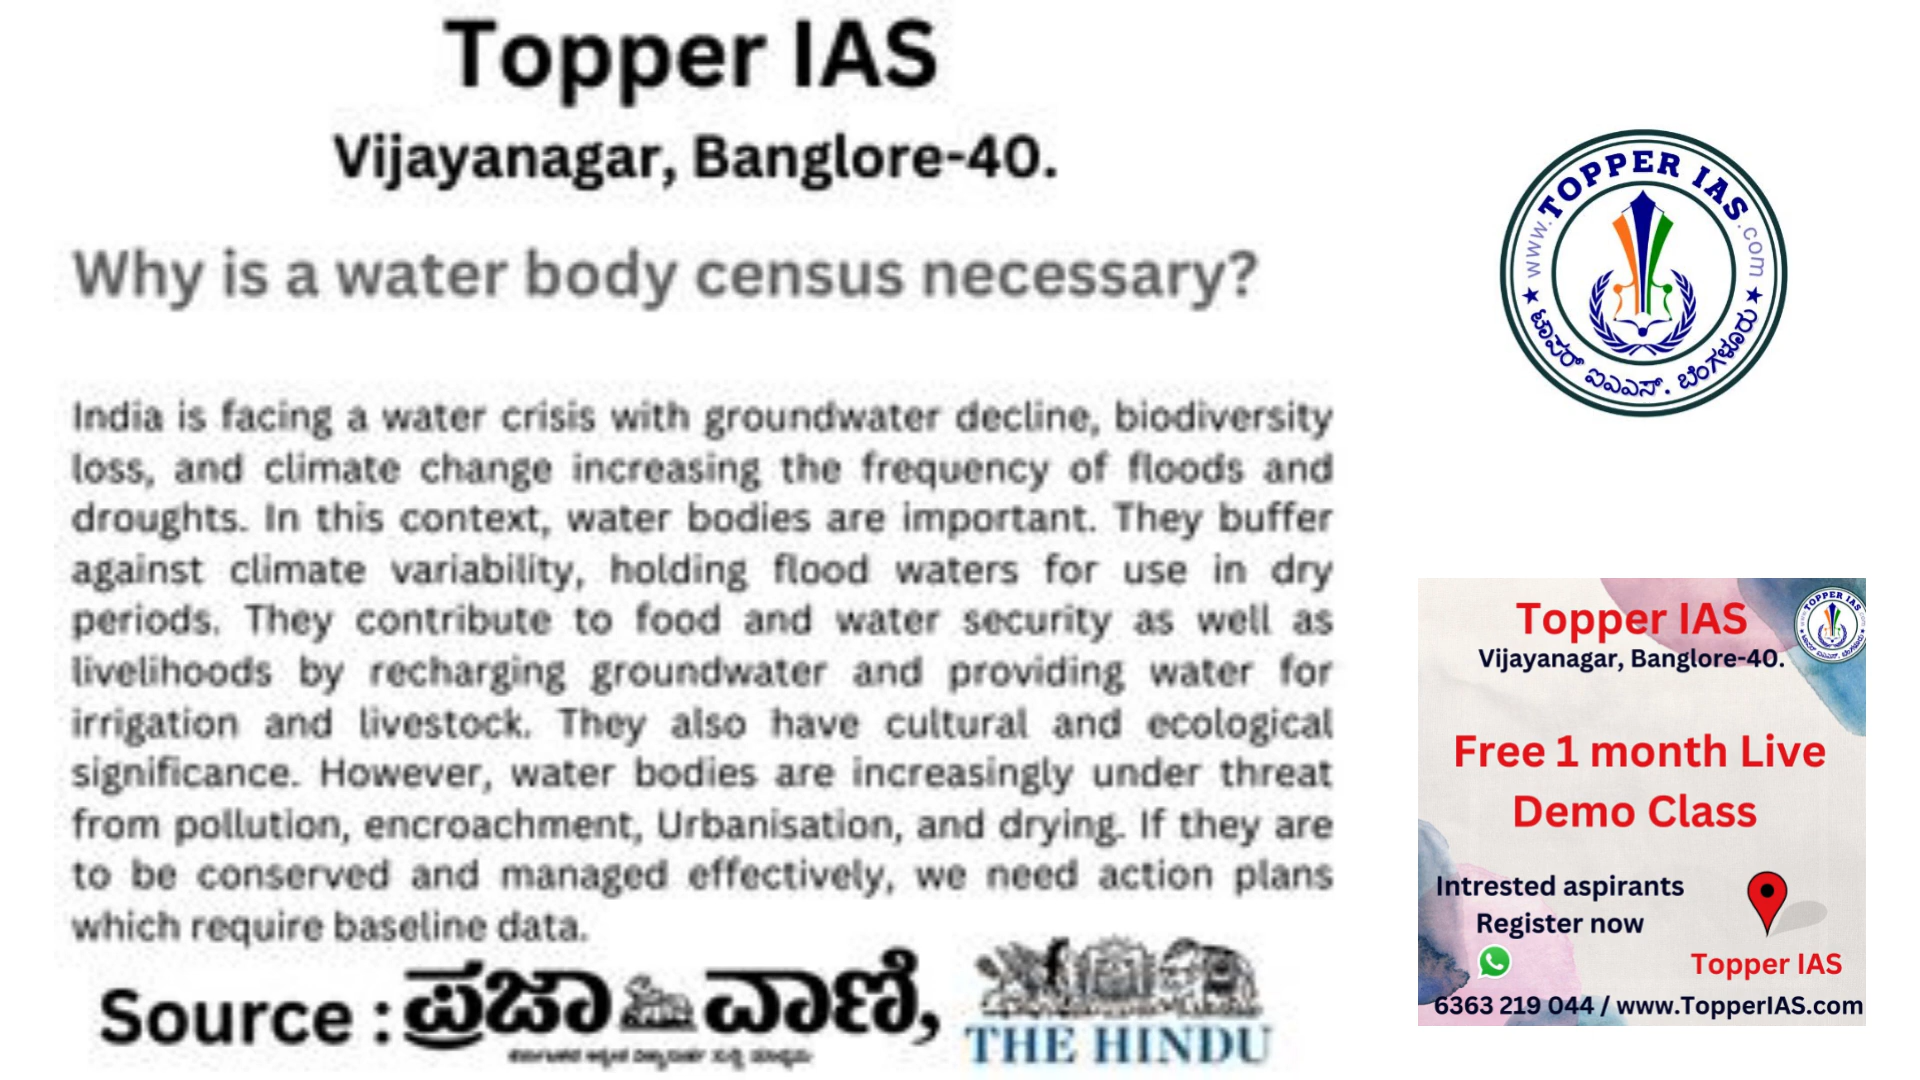 Topper IAS
Vijayanagar, Banglore-40.
Why is a water body census necessary?
India is facing a water crisis with groundwater decline, biodiversity
loss, and climate change increasing the frequency of floods and
droughts. In this context, water bodies are important. They buffer
against climate variability, holding flood waters for use in dry
periods. They contribute to food and water security as well as
livelihoods by recharging groundwater and providing water for
irrigation and livestock. They also have cultural and ecological
significance. However, water bodies are increasingly under threat
from pollution, encroachment, Urbanisation, and drying. If they are
to be conserved and managed effectively, we need action plans
which require baseline data.
Source : ಪ್ರಜಾವಾಣಿ,
THE HINDU
www.TOPPER IAS.com
ಟಾಪರ್ ಐಎಎಸ್. ಬೆಂಗಳೂರು
Topper IAS
Vijayanagar, Banglore-40.
Free 1 month Live
Demo Class
Intrested aspirants
Register now
Topper IAS
6363 219 044 / www.TopperIAS.com